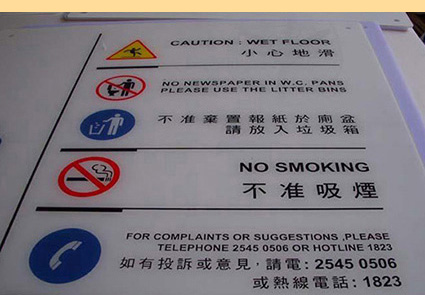 CAUTION : WET FLOOR
小心地滑
NO NEWSPAPER IN W.C. PANS
PLEASE USE THE LITTER BINS
不准棄置報紙於廁盆
請放入垃圾箱
NO SMOKING
不准吸煙
FOR COMPLAINTS OR SUGGESTIONS ,PLEASE
TELEPHONE 2545 0506 OR HOTLINE 1823
如有投訴或意見，請電: 2545 0506
或熱線電話: 1823